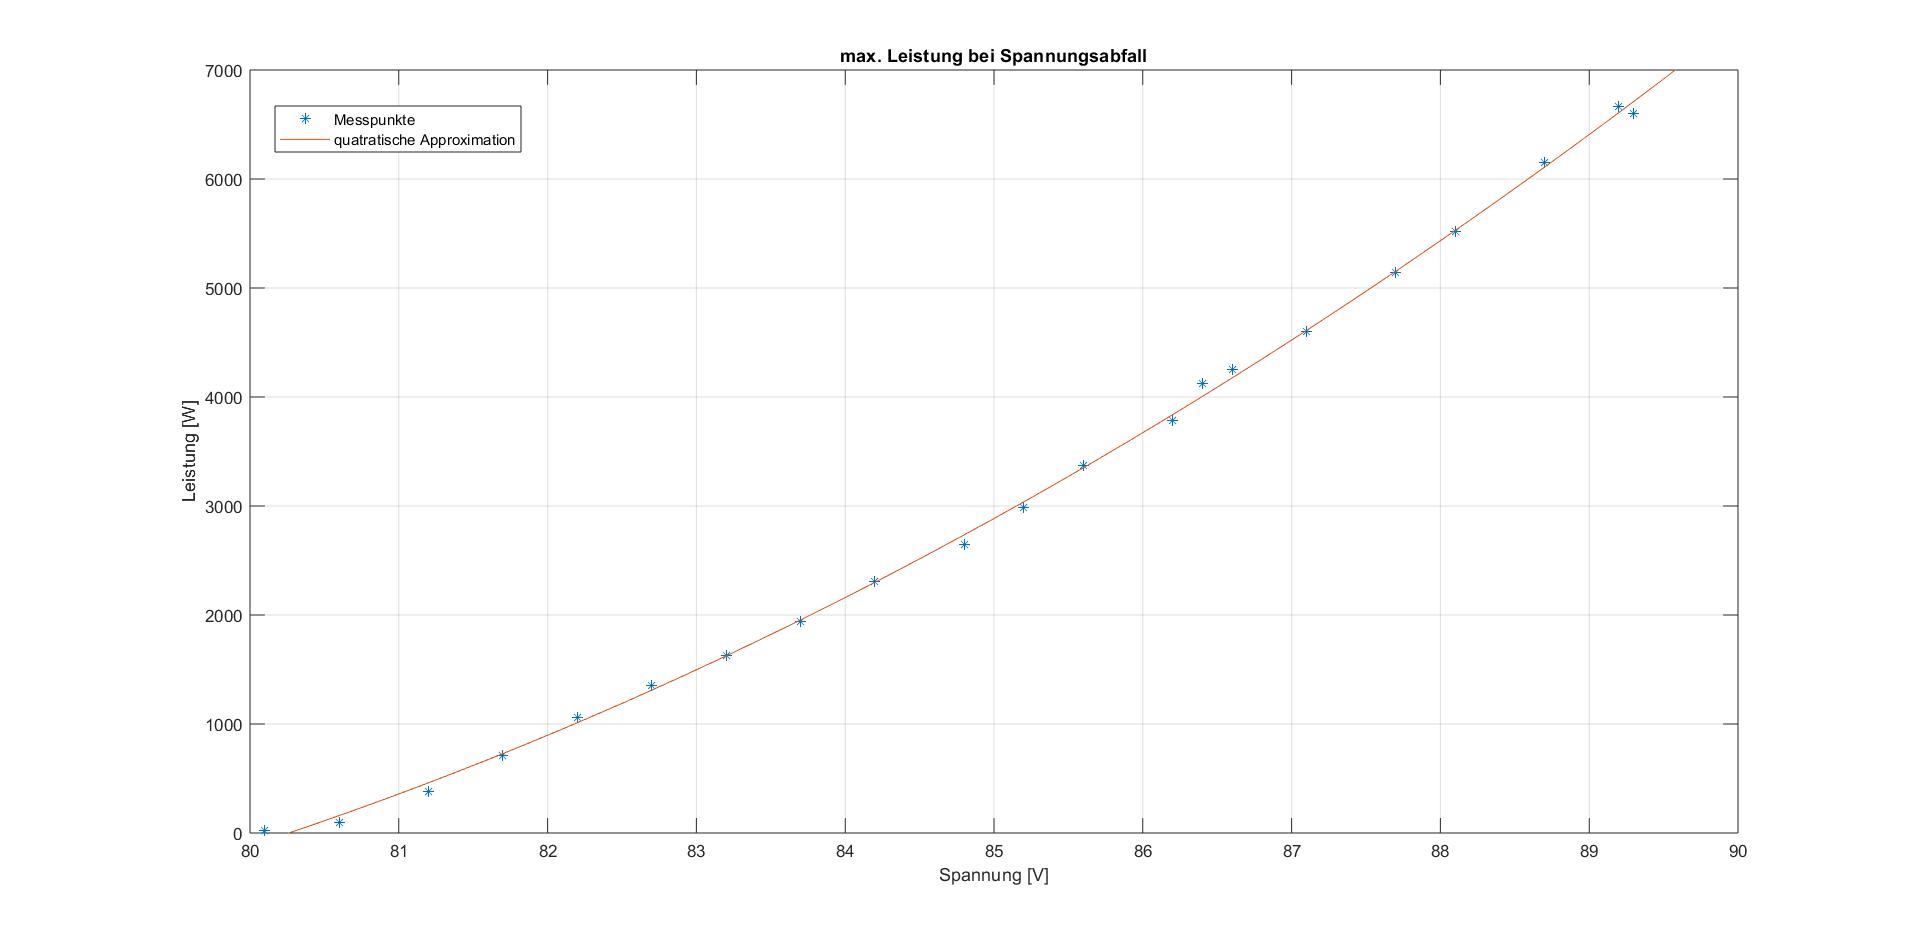 max. Leistung bei Spannungsabfall
7000
Messpunkte
quatratische Approximation
6000
5000
4000
Leistung [W]
3000
2000
1000
0
80 81 82 83 84 85 86 87 88 89 90
Spannung [V]